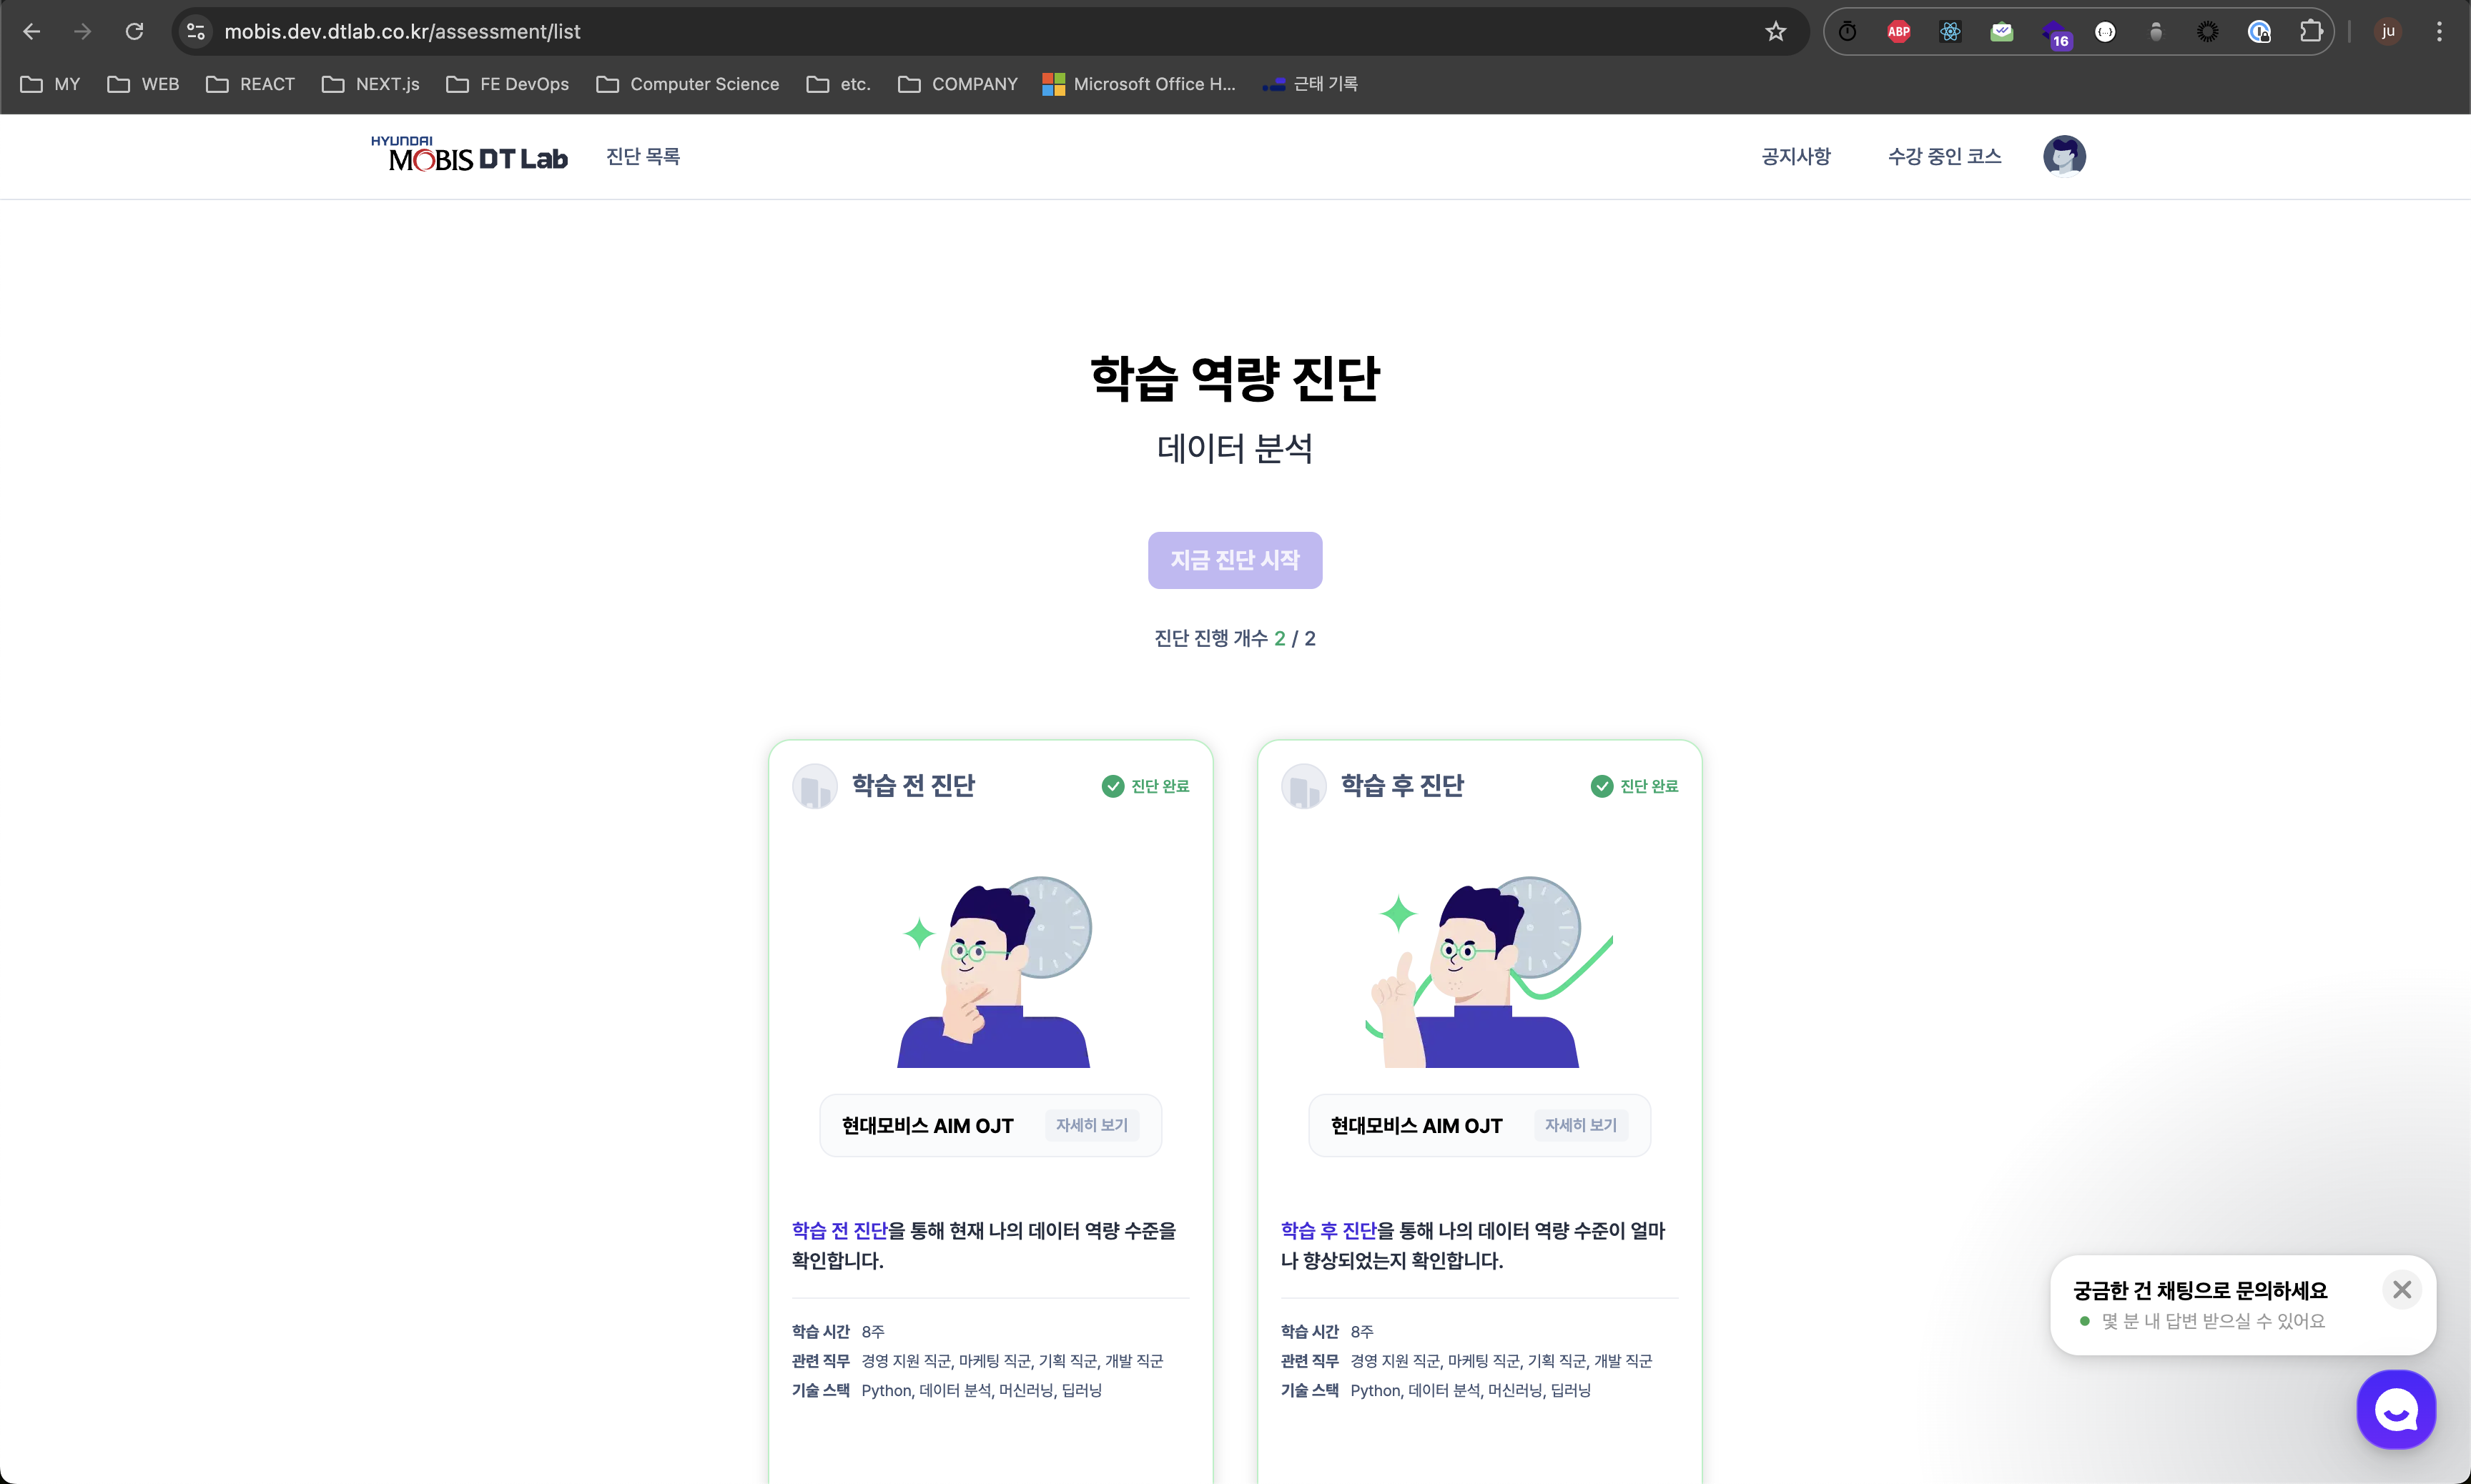 mobis.dev.dtlab.co.kr/assessment/list
ABP
16
ju
MY
WEB
REACT
NEXT.js
FE DevOps
Computer Science
etc.
COMPANY
Microsoft Office H...
근태 기록
HYUNDAI
MOBIS DT Lab
진단 목록
공지사항
수강 중인 코스
학습 역량 진단
데이터 분석
지금 진단 시작
진단 진행 개수 2 / 2
학습 전 진단
진단 완료
현대모비스 AIM OJT
자세히 보기
학습 전 진단을 통해 현재 나의 데이터 역량 수준을
확인합니다.
학습 시간 8주
관련 직무 경영 지원 직군, 마케팅 직군, 기획 직군, 개발 직군
기술 스택 Python, 데이터 분석, 머신러닝, 딥러닝
학습 후 진단
진단 완료
현대모비스 AIM OJT
자세히 보기
학습 후 진단을 통해 나의 데이터 역량 수준이 얼마
나 향상되었는지 확인합니다.
학습 시간 8주
관련 직무 경영 지원 직군, 마케팅 직군, 기획 직군, 개발 직군
기술 스택 Python, 데이터 분석, 머신러닝, 딥러닝
궁금한 건 채팅으로 문의하세요
몇 분 내 답변 받으실 수 있어요